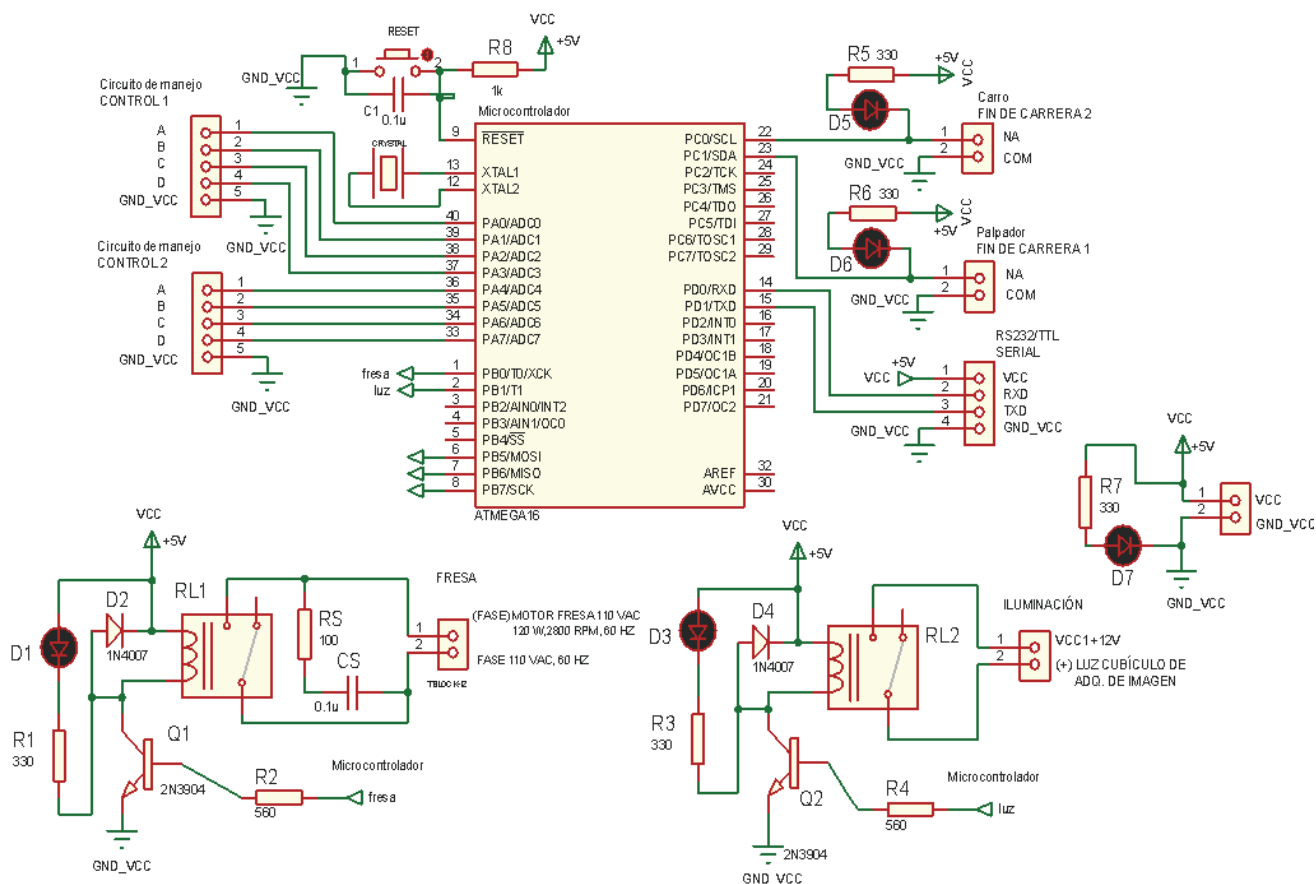 VCC
+5V
RESET
1
2
R8
1k
GND_VCC
C1
0.1u
Microcontrolador
Circuito de manejo
CONTROL 1
A
B
C
D
GND_VCC
1
2
3
4
5
GND_VCC
Circuito de manejo
CONTROL 2
A
B
C
D
GND_VCC
1
2
3
4
5
GND_VCC
CRYSTAL
9
RESET
13
XTAL1
12
XTAL2
40
PA0/ADC0
39
PA1/ADC1
38
PA2/ADC2
37
PA3/ADC3
36
PA4/ADC4
35
PA5/ADC5
34
PA6/ADC6
33
PA7/ADC7
fresa
1
PB0/T0/XCK
luz
2
PB1/T1
3
PB2/AIN0/INT2
4
PB3/AIN1/OC0
5
PB4/SS
6
PB5/MOSI
7
PB6/MISO
8
PB7/SCK
ATMEGA16
PC0/SCL
22
PC1/SDA
23
PC2/TCK
24
PC3/TMS
25
PC4/TDO
26
PC5/TDI
27
PC6/TOSC1
28
PC7/TOSC2
29
PD0/RXD
14
PD1/TXD
15
PD2/INT0
16
PD3/INT1
17
PD4/OC1B
18
PD5/OC1A
19
PD6/ICP1
20
PD7/OC2
21
AREF
32
AVCC
30
R5 330
+5V
VCC
D5
Carro
FIN DE CARRERA 2
1
NA
2
COM
GND_VCC
R6 330
+5V
VCC
D6
Palpador
FIN DE CARRERA 1
1
NA
2
COM
GND_VCC
RS232/TTL
SERIAL
+5V
VCC
1
VCC
2
RXD
3
TXD
4
GND_VCC
GND_VCC
VCC
+5V
R7
330
D7
1
VCC
2
GND_VCC
GND_VCC
VCC
+5V
D1
D2
1N4007
RL1
RS
100
CS
0.1u
FRESA
1
2
(FASE) MOTOR FRESA 110 VAC
120 W,2800 RPM, 60 HZ
FASE 110 VAC, 60 HZ
TBLOCK-I2
R1
330
Q1
2N3904
R2
560
Microcontrolador
fresa
GND_VCC
VCC
+5V
D3
D4
1N4007
RL2
ILUMINACIÓN
1
2
VCC1+12V
(+) LUZ CUBÍCULO DE
ADQ. DE IMAGEN
R3
330
Q2
2N3904
R4
560
Microcontrolador
luz
GND_VCC